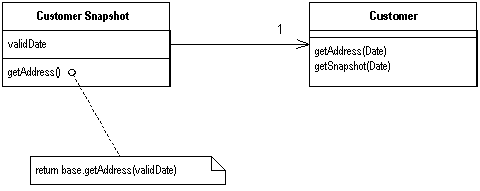 Customer Snapshot
validDate
getAddress()
1
Customer
getAddress(Date)
getSnapshot(Date)
return base.getAddress(validDate)